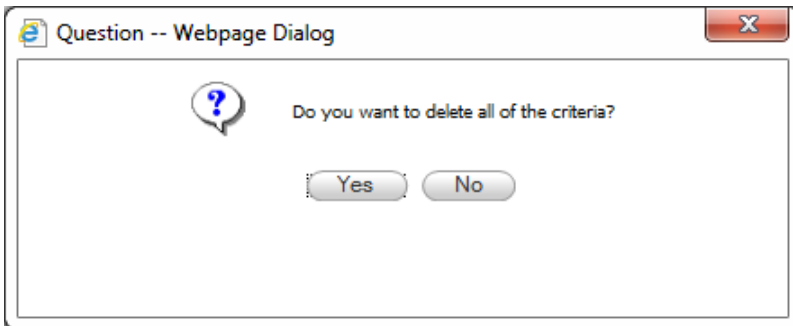 Question -- Webpage Dialog
Do you want to delete all of the criteria?
Yes No